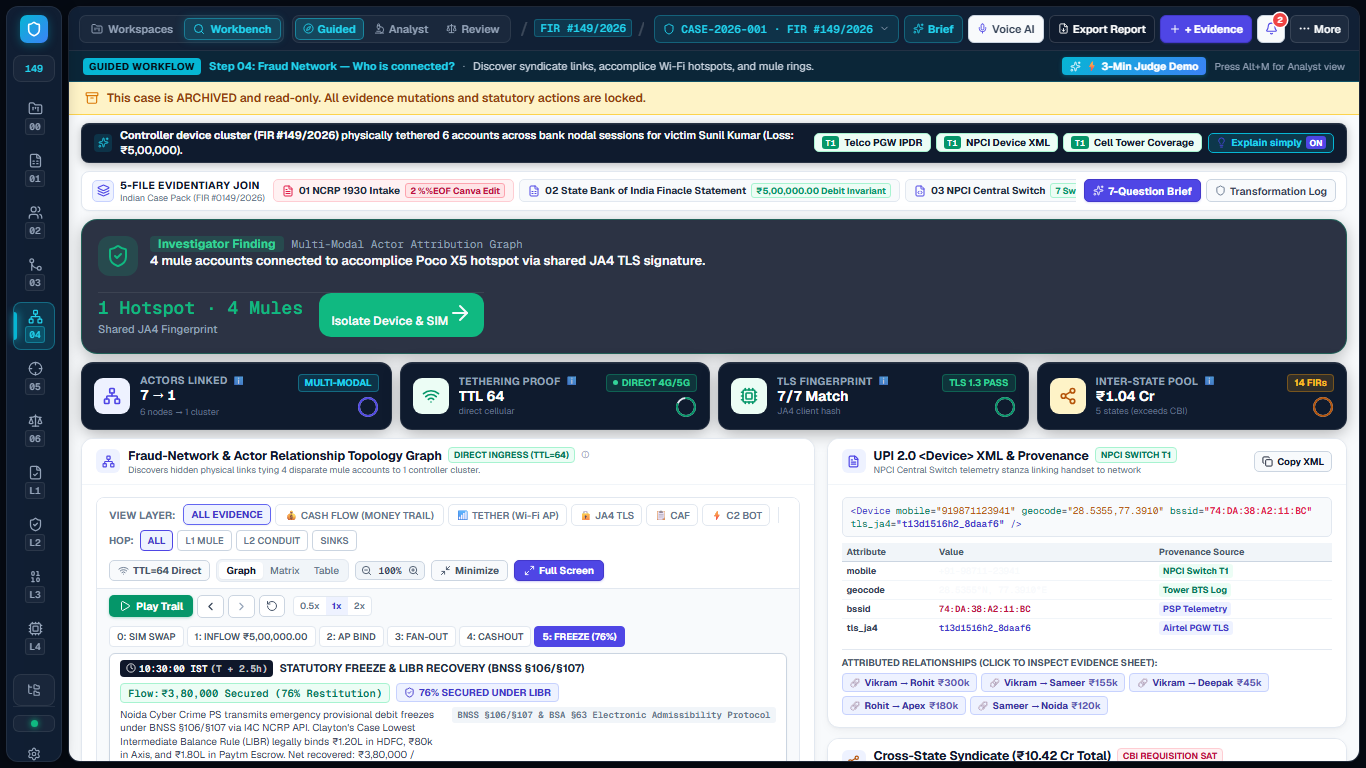 Workspaces
Workbench
Guided
Analyst
Review
/ FIR #149/2026 /
CASE-2026-001 · FIR #149/2026
Brief
Voice AI
Export Report
+ Evidence
2
More
149
00
01
02
03
04
05
06
L1
L2
L3
L4
GUIDED WORKFLOW Step 04: Fraud Network — Who is connected? · Discover syndicate links, accomplice Wi-Fi hotspots, and mule rings.
3-Min Judge Demo
Press Alt+M for Analyst view
This case is ARCHIVED and read-only. All evidence mutations and statutory actions are locked.
Controller device cluster (FIR #149/2026) physically tethered 6 accounts across bank nodal sessions for victim Sunil Kumar (Loss:
₹5,00,000).
T1 Telco PGW IPDR
T1 NPCI Device XML
T1 Cell Tower Coverage
Explain simply ON
5-FILE EVIDENTIARY JOIN
Indian Case Pack (FIR #0149/2026)
01 NCRP 1930 Intake 2 %%EOF Canva Edit
02 State Bank of India Finacle Statement ₹5,00,000.00 Debit Invariant
03 NPCI Central Switch 7 Sw
7-Question Brief
Transformation Log
Investigator Finding Multi-Modal Actor Attribution Graph
4 mule accounts connected to accomplice Poco X5 hotspot via shared JA4 TLS signature.
1 Hotspot · 4 Mules
Shared JA4 Fingerprint
Isolate Device & SIM
ACTORS LINKED
7 → 1
6 nodes → 1 cluster
MULTI-MODAL
TETHERING PROOF
TTL 64
direct cellular
DIRECT 4G/5G
TLS FINGERPRINT
7/7 Match
JA4 client hash
TLS 1.3 PASS
INTER-STATE POOL
₹1.04 Cr
5 states (exceeds CBI)
14 FIRs
Fraud-Network & Actor Relationship Topology Graph DIRECT INGRESS (TTL=64)
Discovers hidden physical links tying 4 disparate mule accounts to 1 controller cluster.
VIEW LAYER: ALL EVIDENCE CASH FLOW (MONEY TRAIL) TETHER (Wi-Fi AP) JA4 TLS CAF C2 BOT
HOP: ALL L1 MULE L2 CONDUIT SINKS
TTL=64 Direct Graph Matrix Table 100% Minimize Full Screen
Play Trail 0.5x 1x 2x
0: SIM SWAP 1: INFLOW ₹5,00,000.00 2: AP BIND 3: FAN-OUT 4: CASHOUT 5: FREEZE (76%)
10:30:00 IST (T + 2.5h) STATUTORY FREEZE & LIBR RECOVERY (BNSS §106/§107)
Flow: ₹3,80,000 Secured (76% Restitution) 76% SECURED UNDER LIBR
Noida Cyber Crime PS transmits emergency provisional debit freezes
under BNSS §106/§107 via I4C NCRP API. Clayton's Case Lowest
Intermediate Balance Rule (LIBR) legally binds ₹1.20L in HDFC, ₹80k
in Axis, and ₹1.80L in Paytm Escrow. Net recovered: ₹3,80,000 /
BNSS §106/§107 & BSA §63 Electronic Admissibility Protocol
UPI 2.0 <Device> XML & Provenance NPCI SWITCH T1
NPCI Central Switch telemetry stanza linking handset to network
Copy XML
<Device mobile="919871123941" geocode="28.5355,77.3910" bssid="74:DA:38:A2:11:BC"
tls_ja4="t13d1516h2_8daaf6" />
Attribute Value Provenance Source
mobile NPCI Switch T1
geocode Tower BTS Log
bssid 74:DA:38:A2:11:BC PSP Telemetry
tls_ja4 t13d1516h2_8daaf6 Airtel PGW TLS
ATTRIBUTED RELATIONSHIPS (CLICK TO INSPECT EVIDENCE SHEET):
Vikram → Rohit ₹300k
Vikram → Sameer ₹155k
Vikram → Deepak ₹45k
Rohit → Apex ₹180k
Sameer → Noida ₹120k
Cross-State Syndicate (₹10.42 Cr Total) CBI REQUISITION SAT